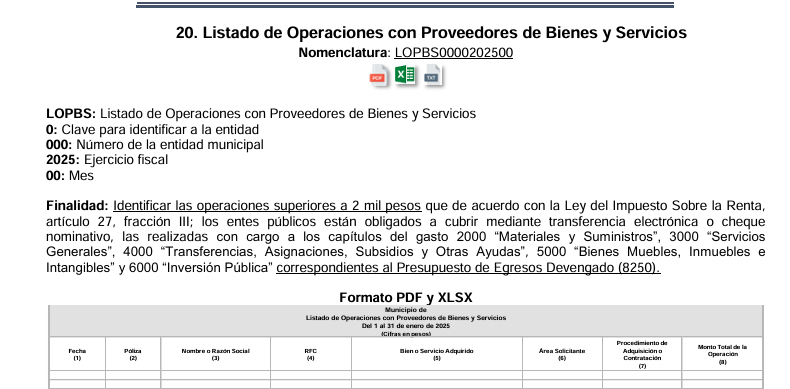 20. Listado de Operaciones con Proveedores de Bienes y Servicios
Nomenclatura: LOPBS0000202500
PDF TXT
LOPBS: Listado de Operaciones con Proveedores de Bienes y Servicios
0: Clave para identificar a la entidad
000: Número de la entidad municipal
2025: Ejercicio fiscal
00: Mes
Finalidad: Identificar las operaciones superiores a 2 mil pesos que de acuerdo con la Ley del Impuesto Sobre la Renta,
artículo 27, fracción III; los entes públicos están obligados a cubrir mediante transferencia electrónica o cheque
nominativo, las realizadas con cargo a los capítulos del gasto 2000 “Materiales y Suministros”, 3000 “Servicios
Generales”, 4000 “Transferencias, Asignaciones, Subsidios y Otras Ayudas”, 5000 “Bienes Muebles, Inmuebles e
Intangibles” y 6000 “Inversión Pública” correspondientes al Presupuesto de Egresos Devengado (8250).
Formato PDF y XLSX
Municipio de
Listado de Operaciones con Proveedores de Bienes y Servicios
Del 1 al 31 de enero de 2025
(Cifras en pesos)
Fecha
(1)
Póliza
(2)
Nombre o Razón Social
(3)
RFC
(4)
Bien o Servicio Adquirido
(5)
Área Solicitante
(6)
Procedimiento de
Adquisición o
Contratación
(7)
Monto Total de la
Operación
(8)